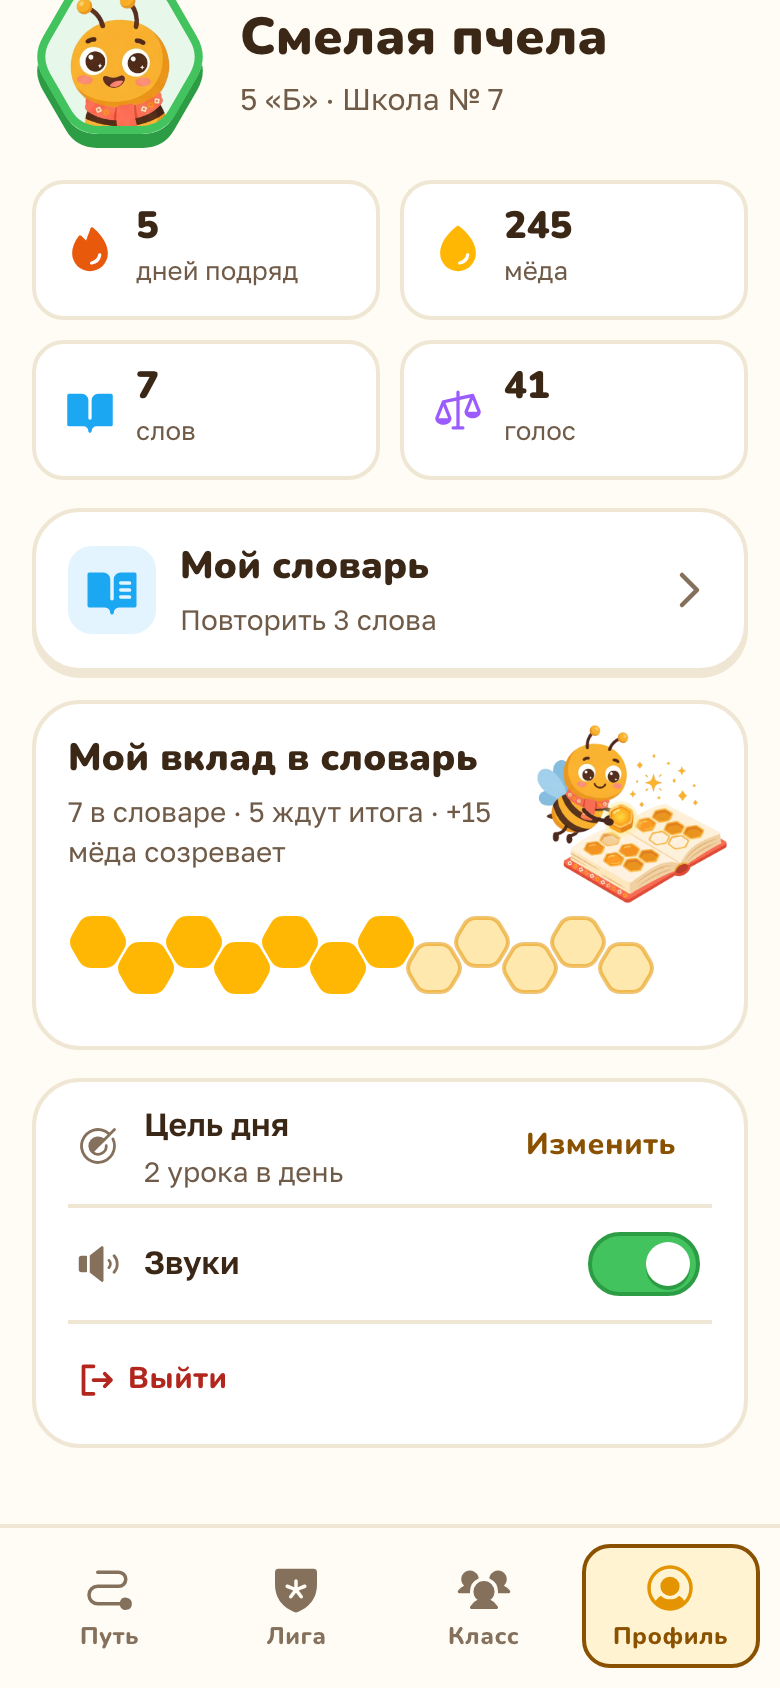 Смелая пчела
5 «Б» · Школа № 7
5
дней подряд
245
мёда
7
слов
41
голос
Мой словарь
Повторить 3 слова
Мой вклад в словарь
7 в словаре · 5 ждут итога · +15
мёда созревает
Цель дня
2 урока в день
Изменить
Звуки
Выйти
Путь
Лига
Класс
Профиль